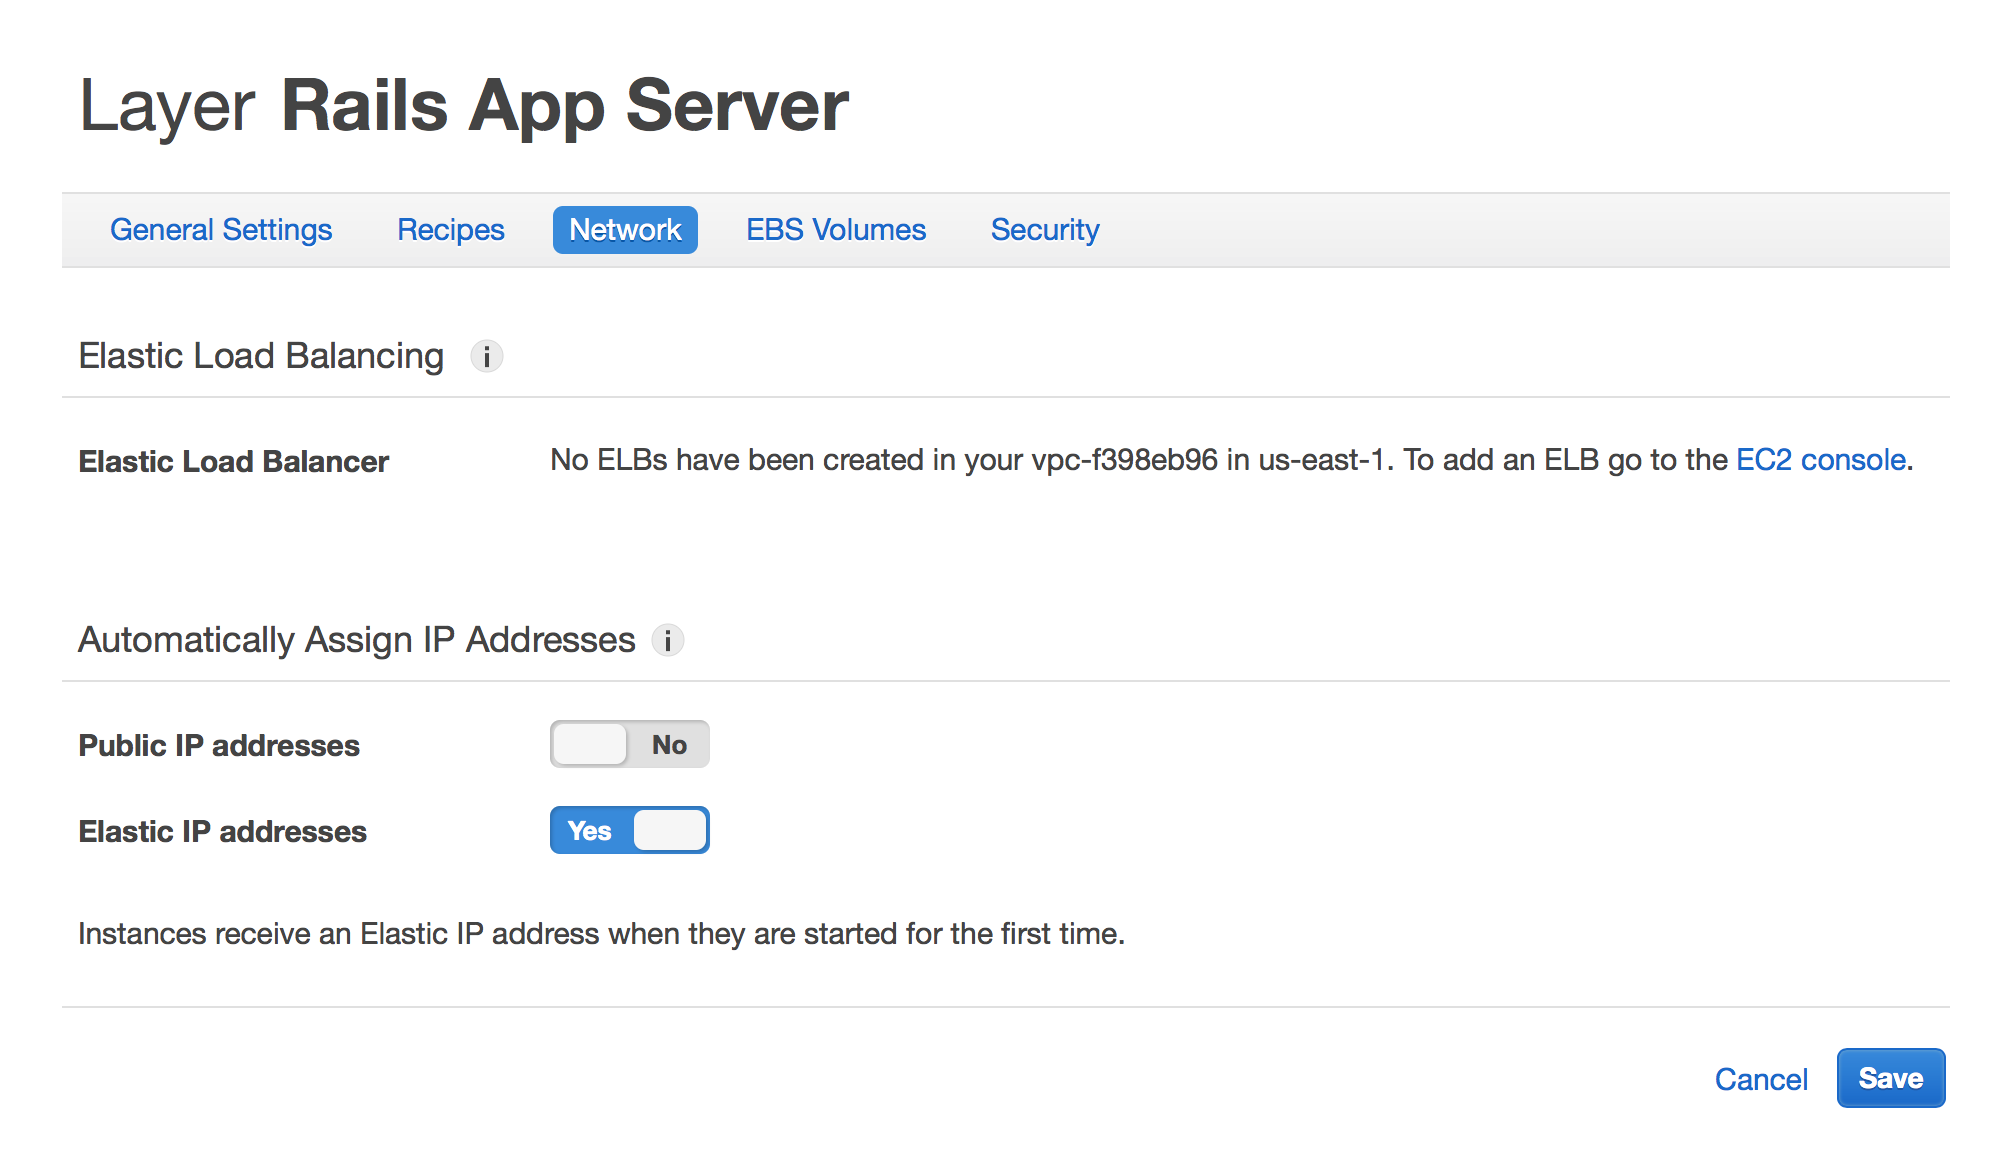 Layer Rails App Server
General Settings Recipes Network EBS Volumes Security
Elastic Load Balancing i
Elastic Load Balancer No ELBs have been created in your vpc-f398eb96 in us-east-1. To add an ELB go to the EC2 console.
Automatically Assign IP Addresses i
Public IP addresses No
Elastic IP addresses Yes
Instances receive an Elastic IP address when they are started for the first time.
Cancel Save